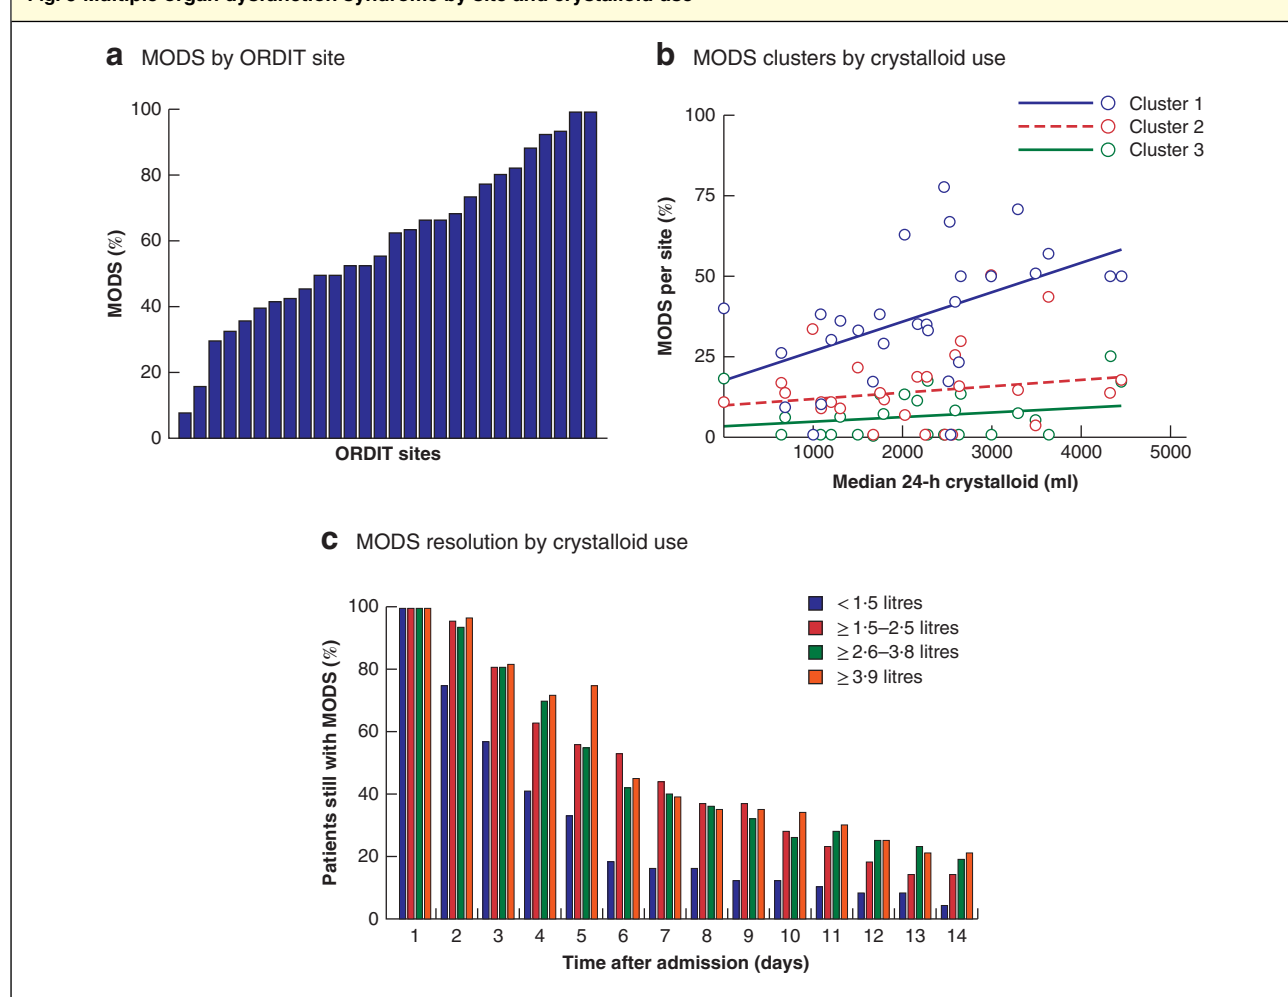 a MODS by ORDIT site
100
80
60
40
20
0
MODS (%)
ORDIT sites
b MODS clusters by crystalloid use
Cluster 1
Cluster 2
Cluster 3
100
75
50
25
0
MODS per site (%)
1000 2000 3000 4000 5000
Median 24-h crystalloid (ml)
c MODS resolution by crystalloid use
< 1·5 litres
≥ 1·5–2·5 litres
≥ 2·6–3·8 litres
≥ 3·9 litres
100
80
60
40
20
0
Patients still with MODS (%)
1 2 3 4 5 6 7 8 9 10 11 12 13 14
Time after admission (days)